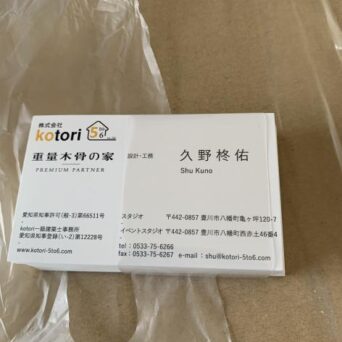 株式会社
kotori 5to6
重量木骨の家
PREMIUM PARTNER
設計・工務
久野柊佑
Shu Kuno
愛知県知事許可(般-3)第66511号
kotori一級建築士事務所
愛知県知事登録(い-2)第12228号
www.kotori-5to6.com
スタジオ 〒442-0857 豊川市八幡町亀ヶ坪120-7
イベントスタジオ 〒442-0857 豊川市八幡町西赤土46番4
tel : 0533-75-6266
fax : 0533-75-6267 e-mail : shu@kotori-5to6.com